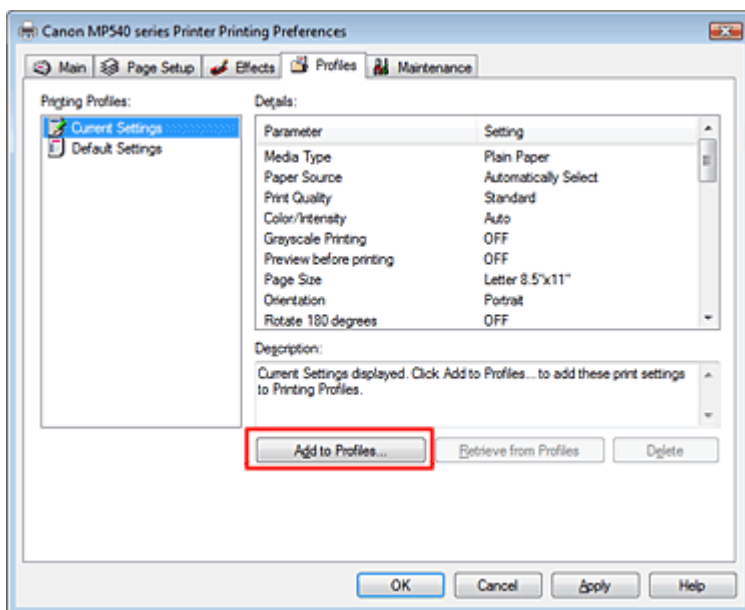 Canon MP540 series Printer Printing Preferences
Main Page Setup Effects Profiles Maintenance
Printing Profiles:
Current Settings
Default Settings
Details:
Parameter Setting
Media Type Plain Paper
Paper Source Automatically Select
Print Quality Standard
Color/Intensity Auto
Grayscale Printing OFF
Preview before printing OFF
Page Size Letter 8.5"x11"
Orientation Portrait
Rotate 180 degrees OFF
Description:
Current Settings displayed. Click Add to Profiles... to add these print settings
to Printing Profiles.
Add to Profiles... Retrieve from Profiles Delete
OK Cancel Apply Help